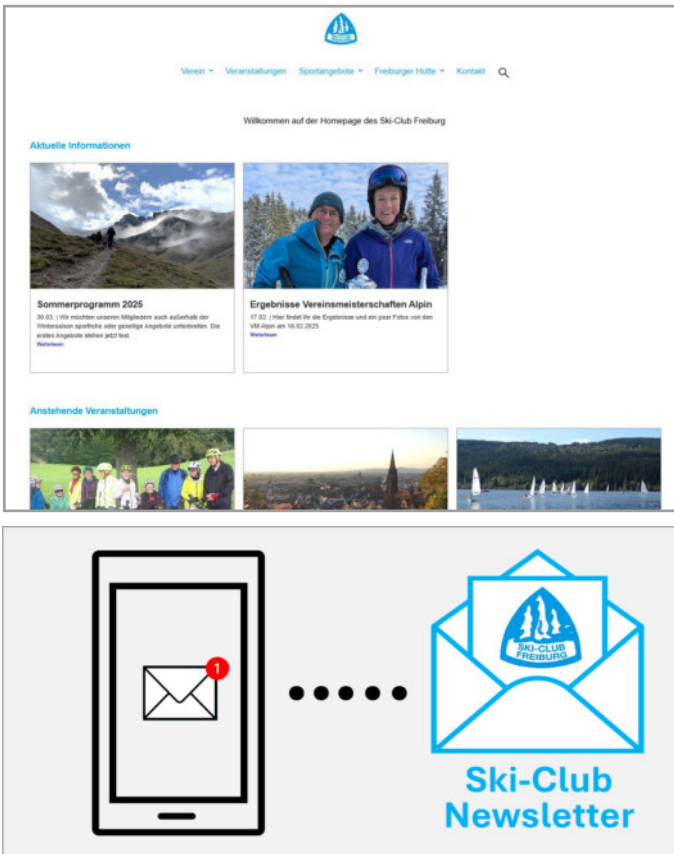 SKI-CLUB
FREIBURG
Verein Veranstaltungen Sportangebote Freiburger Hütte Kontakt
Willkommen auf der Homepage des Ski-Club Freiburg
Aktuelle Informationen
Sommerprogramm 2025
30.03. | Wir möchten unseren Mitgliedern auch außerhalb der
Wintersaison sportliche oder gesellige Angebote unterbreiten. Die
ersten Angebote stehen jetzt fest.
Weiterlesen
Ergebnisse Vereinsmeisterschaften Alpin
17.02. | Hier findet Ihr die Ergebnisse und ein paar Fotos von den
VM Alpin am 16.02.2025
Weiterlesen
Anstehende Veranstaltungen
1
SKI-CLUB
FREIBURG
Ski-Club
Newsletter